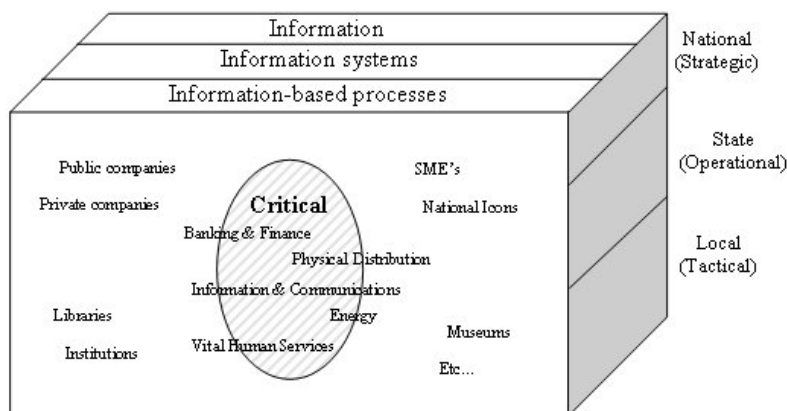 Information
Information systems
Information-based processes
National
(Strategic)
State
(Operational)
Local
(Tactical)
Public companies
SME's
Private companies
Critical
National Icons
Banking & Finance
Physical Distribution
Information & Communications
Libraries
Energy
Museums
Institutions
Vital Human Services
Etc...